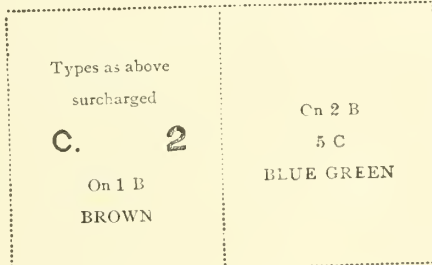 Types as above
surcharged
C. 2
On 1 B
BROWN
On 2 B
5 C
BLUE GREEN